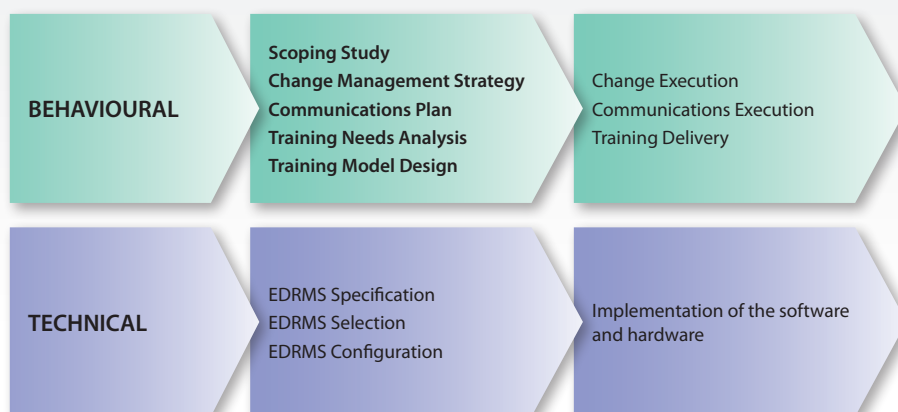 BEHAVIOURAL
Scoping Study
Change Management Strategy
Communications Plan
Training Needs Analysis
Training Model Design
Change Execution
Communications Execution
Training Delivery
TECHNICAL
EDRMS Specification
EDRMS Selection
EDRMS Configuration
Implementation of the software
and hardware